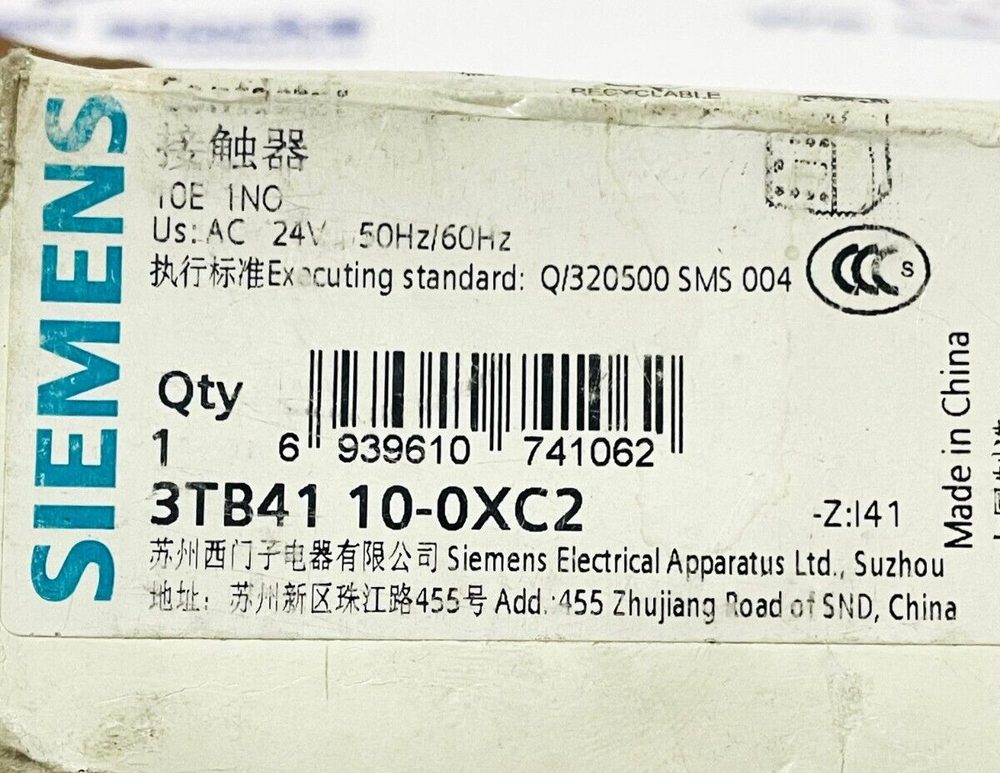 SIEMENS
RECYCLABLE
接触器
10E 1NO
Us: AC 24V 50Hz/60Hz
执行标准Executing standard: Q/320500 SMS 004
CCC S
Qty
1
6 939610 741062
3TB41 10-0XC2
-Z:I41
苏州西门子电器有限公司 Siemens Electrical Apparatus Ltd., Suzhou
地址: 苏州新区珠江路455号 Add.:455 Zhujiang Road of SND, China
Made in China